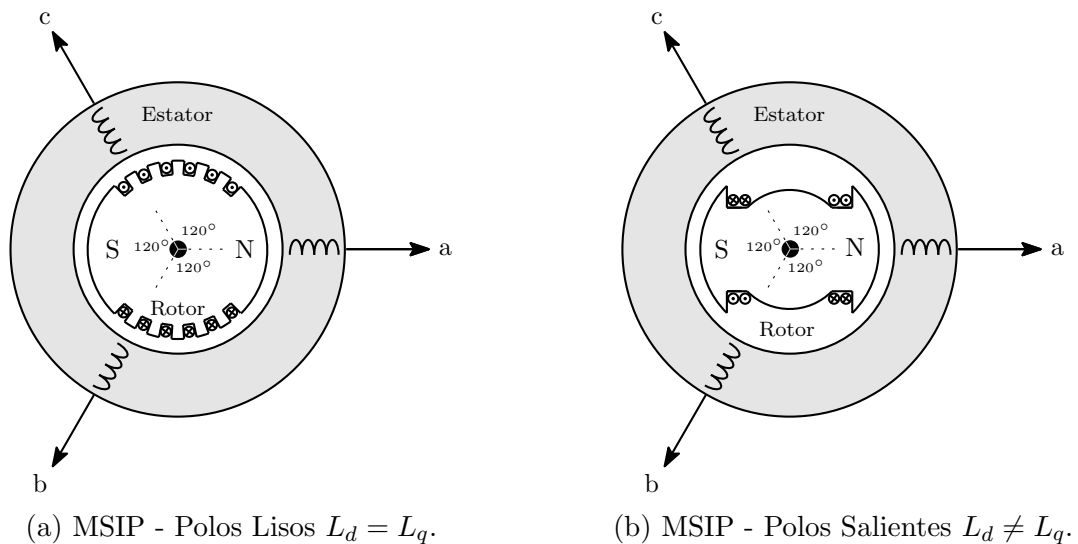 c
Estator
120°
120°
S
N
120°
Rotor
a
b
(a) MSIP - Polos Lisos $L_d = L_q$.
c
Estator
120°
120°
S
N
120°
Rotor
a
b
(b) MSIP - Polos Salientes $L_d \neq L_q$.